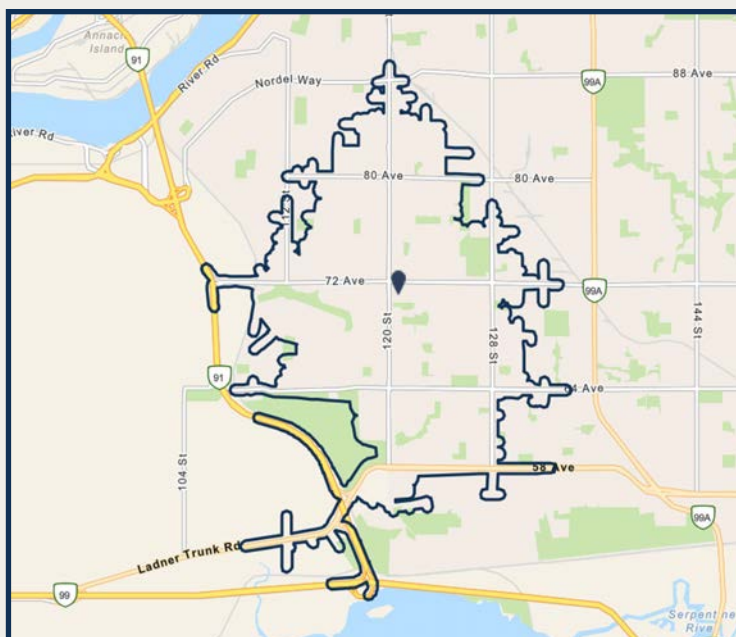 Annacis
Island
91
River Rd
Nordel Way
99A
88 Ave
River Rd
80 Ave
80 Ave
112 St
72 Ave
99A
120 St
128 St
144 St
91
64 Ave
104 St
58 Ave
99A
Ladner Trunk Rd
99
Serpentine
River